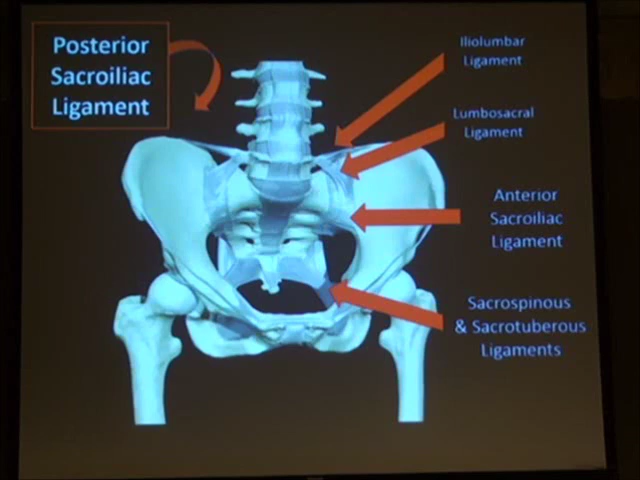 Posterior
Sacroiliac
Ligament
Iliolumbar
Ligament
Lumbosacral
Ligament
Anterior
Sacroiliac
Ligament
Sacrospinous
& Sacrotuberous
Ligaments